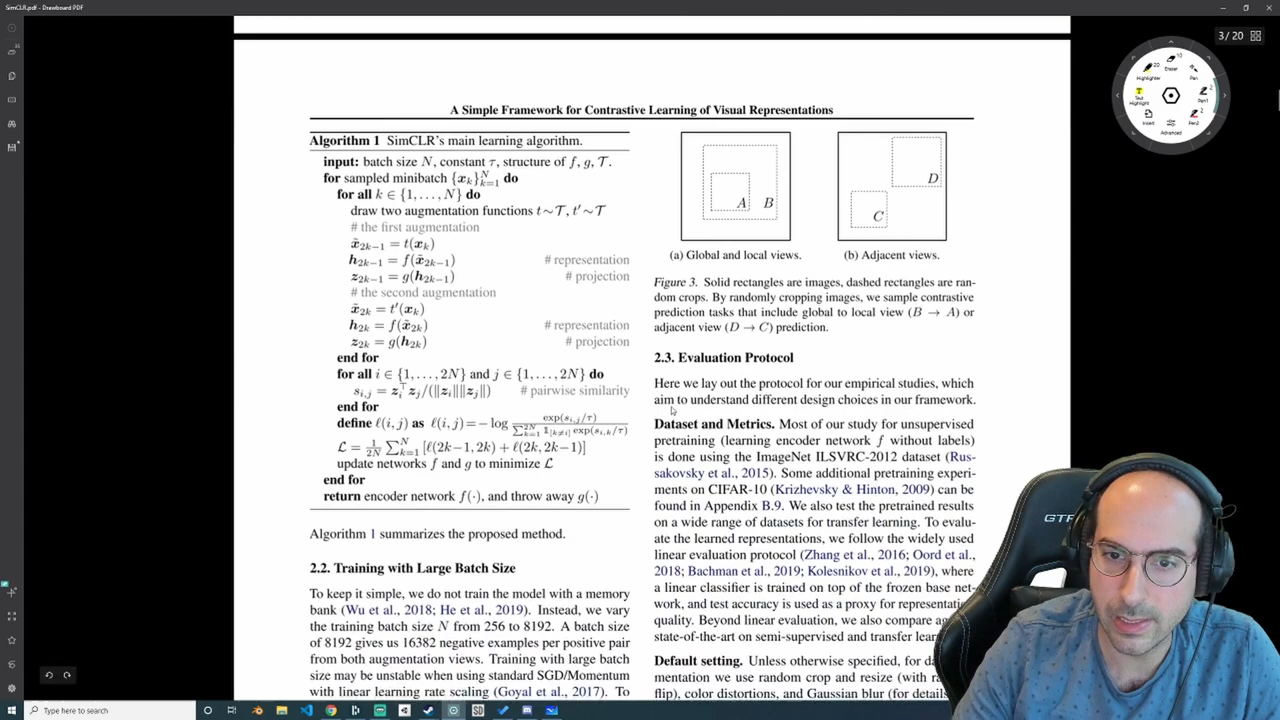 SimCLR.pdf - Drawboard PDF
3 / 20
Highlighter
Eraser
Pen
Text Highlight
Pen1
Insert
Pen2
Advanced
A Simple Framework for Contrastive Learning of Visual Representations
Algorithm 1 SimCLR's main learning algorithm.
input: batch size N, constant τ, structure of f, g, 𝒯.
for sampled minibatch {x_k}_{k=1}^N do
for all k ∈ {1, . . . , N} do
draw two augmentation functions t∼𝒯, t′∼𝒯
# the first augmentation
x̃_{2k−1} = t(x_k)
h_{2k−1} = f(x̃_{2k−1}) # representation
z_{2k−1} = g(h_{2k−1}) # projection
# the second augmentation
x̃_{2k} = t′(x_k)
h_{2k} = f(x̃_{2k}) # representation
z_{2k} = g(h_{2k}) # projection
end for
for all i ∈ {1, . . . , 2N} and j ∈ {1, . . . , 2N} do
s_{i,j} = z_i^⊤ z_j/(‖z_i‖‖z_j‖) # pairwise similarity
end for
define ℓ(i, j) as ℓ(i, j)=− log exp(s_{i,j}/τ) / ∑_{k=1}^{2N} 𝟙_{[k≠i]} exp(s_{i,k}/τ)
ℒ = 1/2N ∑_{k=1}^N [ℓ(2k−1, 2k) + ℓ(2k, 2k−1)]
update networks f and g to minimize ℒ
end for
return encoder network f(·), and throw away g(·)
Algorithm 1 summarizes the proposed method.
2.2. Training with Large Batch Size
To keep it simple, we do not train the model with a memory
bank (Wu et al., 2018; He et al., 2019). Instead, we vary
the training batch size N from 256 to 8192. A batch size
of 8192 gives us 16382 negative examples per positive pair
from both augmentation views. Training with large batch
size may be unstable when using standard SGD/Momentum
with linear learning rate scaling (Goyal et al., 2017). To
A
B
D
C
(a) Global and local views.
(b) Adjacent views.
Figure 3. Solid rectangles are images, dashed rectangles are ran-
dom crops. By randomly cropping images, we sample contrastive
prediction tasks that include global to local view (B → A) or
adjacent view (D → C) prediction.
2.3. Evaluation Protocol
Here we lay out the protocol for our empirical studies, which
aim to understand different design choices in our framework.
Dataset and Metrics. Most of our study for unsupervised
pretraining (learning encoder network f without labels)
is done using the ImageNet ILSVRC-2012 dataset (Rus-
sakovsky et al., 2015). Some additional pretraining experi-
ments on CIFAR-10 (Krizhevsky & Hinton, 2009) can be
found in Appendix B.9. We also test the pretrained results
on a wide range of datasets for transfer learning. To evalu-
ate the learned representations, we follow the widely used
linear evaluation protocol (Zhang et al., 2016; Oord et al.,
2018; Bachman et al., 2019; Kolesnikov et al., 2019), where
a linear classifier is trained on top of the frozen base net-
work, and test accuracy is used as a proxy for
quality. Beyond linear evaluation, we also compare
state-of-the-art on semi-supervised and transfer
Default setting. Unless otherwise specified, for
mentation we use random crop and resize (with
flip), color distortions, and Gaussian blur (for details
GTR
Type here to search